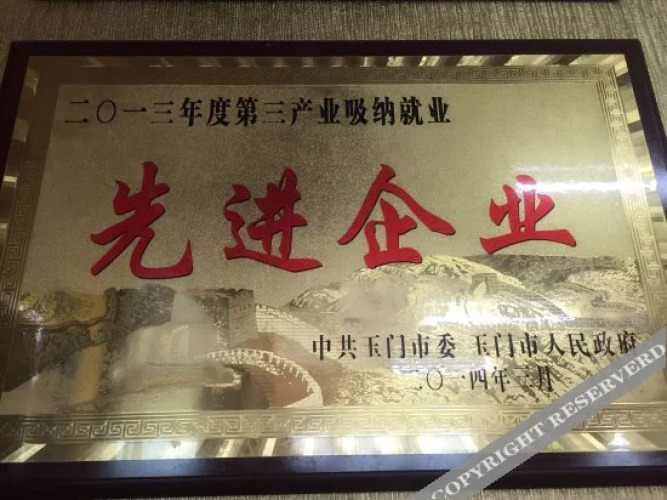 二〇一三年度第三产业吸纳就业
先进企业
中共玉门市委 玉门市人民政府
二〇一四年三月
COPYRIGHT RESERVERD